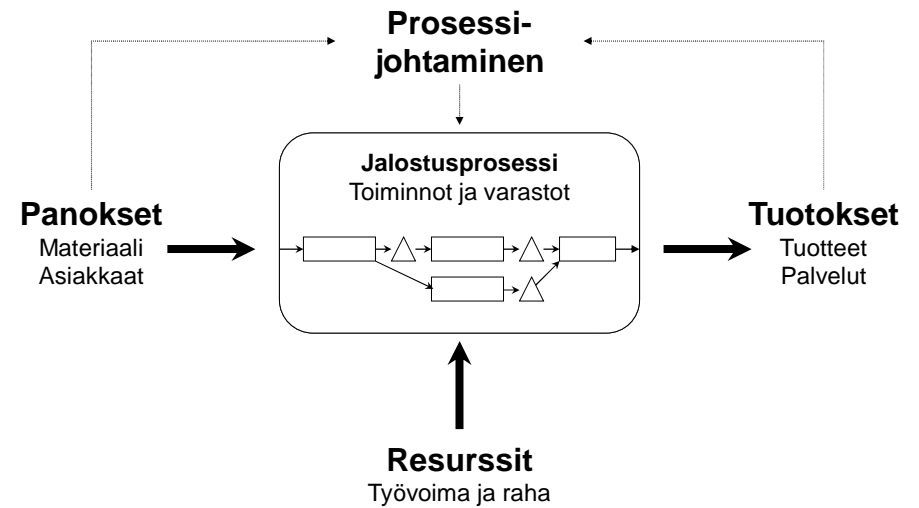 Prosessi-
johtaminen
Jalostusprosessi
Toiminnot ja varastot
Panokset
Materiaali
Asiakkaat
Tuotokset
Tuotteet
Palvelut
Resurssit
Työvoima ja raha